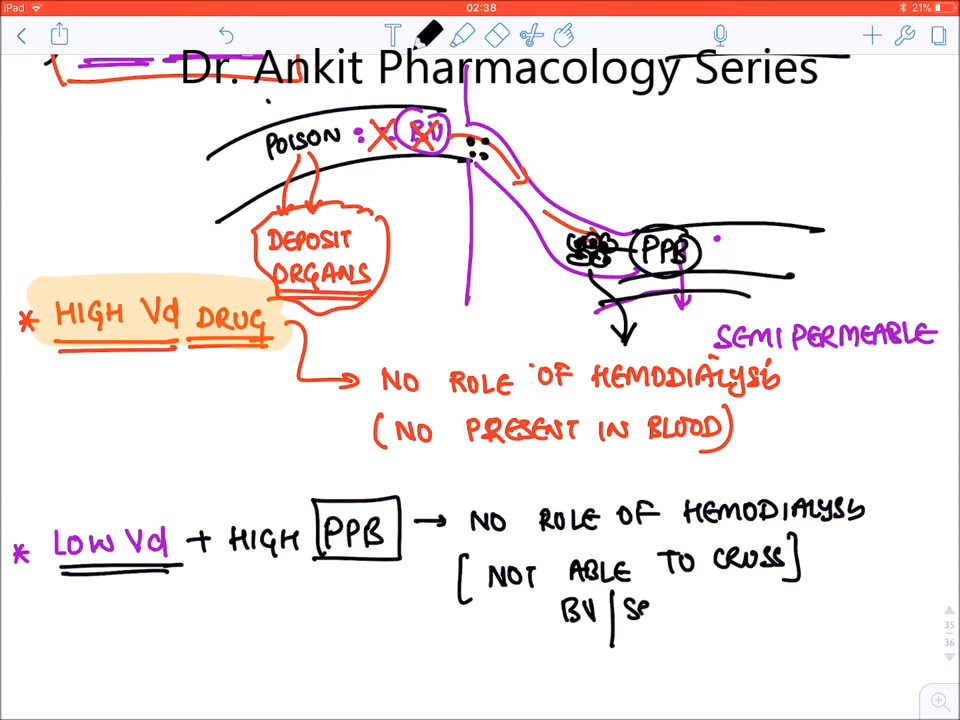 iPad 02:38 21%
Dr. Ankit Pharmacology Series
POISON BV
PPB
DEPOSIT
ORGANS
* HIGH Vd DRUG
SEMI PERMEABLE
NO ROLE OF HEMODIALYSIS
(NO PRESENT IN BLOOD)
* LOW Vd + HIGH PPB → NO ROLE OF HEMODIALYSIS
[NOT ABLE TO CROSS]
BV | SP
35
36